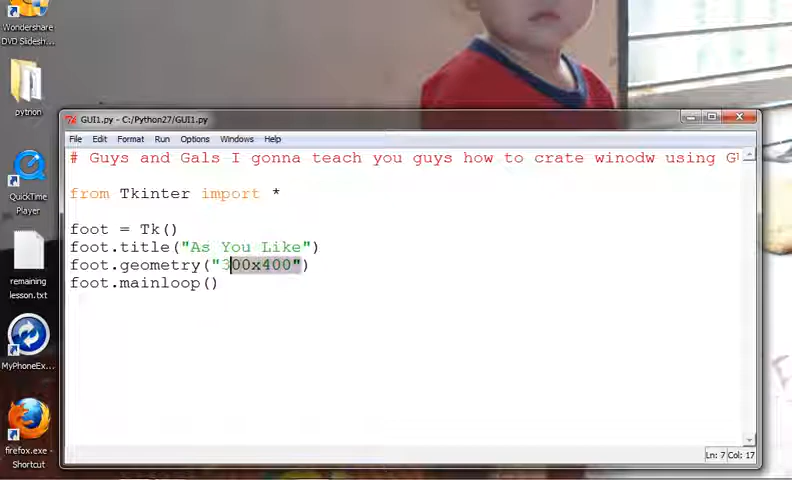 Wondershare
DVD Slidesh...
python
QuickTime
Player
remaining
lesson.txt
MyPhoneEx...
firefox.exe -
Shortcut
GUI1.py - C:/Python27/GUI1.py
File Edit Format Run Options Windows Help
# Guys and Gals I gonna teach you guys how to crate winodw using GU
from Tkinter import *
foot = Tk()
foot.title("As You Like")
foot.geometry("300x400")
foot.mainloop()
Ln: 7 Col: 17